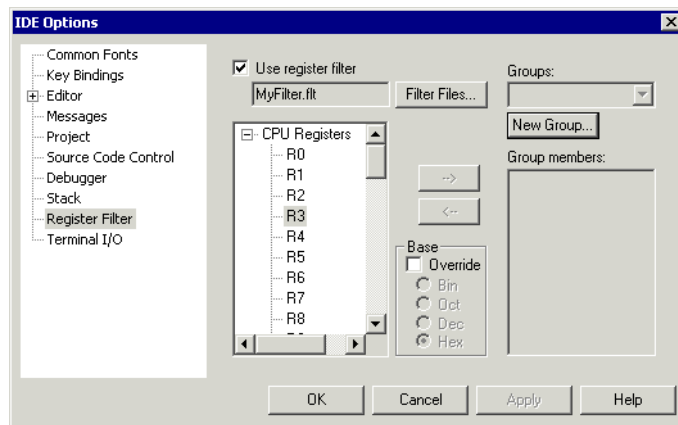 IDE Options
Common Fonts
Key Bindings
Editor
Messages
Project
Source Code Control
Debugger
Stack
Register Filter
Terminal I/O
Use register filter
MyFilter.flt
Filter Files...
CPU Registers
R0
R1
R2
R3
R4
R5
R6
R7
R8
-->
<--
Base
Override
Bin
Oct
Dec
Hex
Groups:
New Group...
Group members:
OK
Cancel
Apply
Help